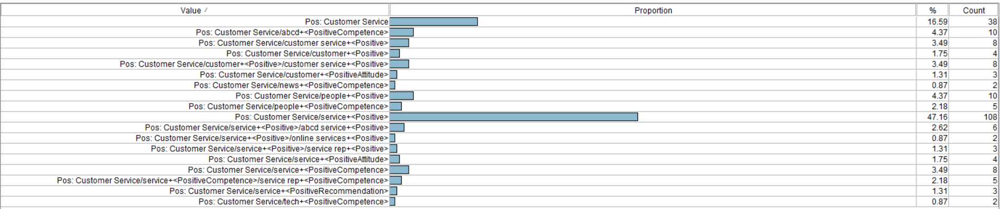 Value Proportion % Count
Pos: Customer Service 16.59 38
Pos: Customer Service/abcd+<PositiveCompetence> 4.37 10
Pos: Customer Service/customer service+<Positive> 3.49 8
Pos: Customer Service/customer+<Positive> 1.75 4
Pos: Customer Service/customer+<Positive>/customer service+<Positive> 3.49 8
Pos: Customer Service/customer+<PositiveAttitude> 1.31 3
Pos: Customer Service/news+<PositiveCompetence> 0.87 2
Pos: Customer Service/people+<Positive> 4.37 10
Pos: Customer Service/people+<PositiveCompetence> 2.18 5
Pos: Customer Service/service+<Positive> 47.16 108
Pos: Customer Service/service+<Positive>/abcd service+<Positive> 2.62 6
Pos: Customer Service/service+<Positive>/online services+<Positive> 0.87 2
Pos: Customer Service/service+<Positive>/service rep+<Positive> 1.31 3
Pos: Customer Service/service+<PositiveAttitude> 1.75 4
Pos: Customer Service/service+<PositiveCompetence> 3.49 8
Pos: Customer Service/service+<PositiveCompetence>/service rep+<PositiveCompetence> 2.18 5
Pos: Customer Service/service+<PositiveRecommendation> 1.31 3
Pos: Customer Service/tech+<PositiveCompetence> 0.87 2